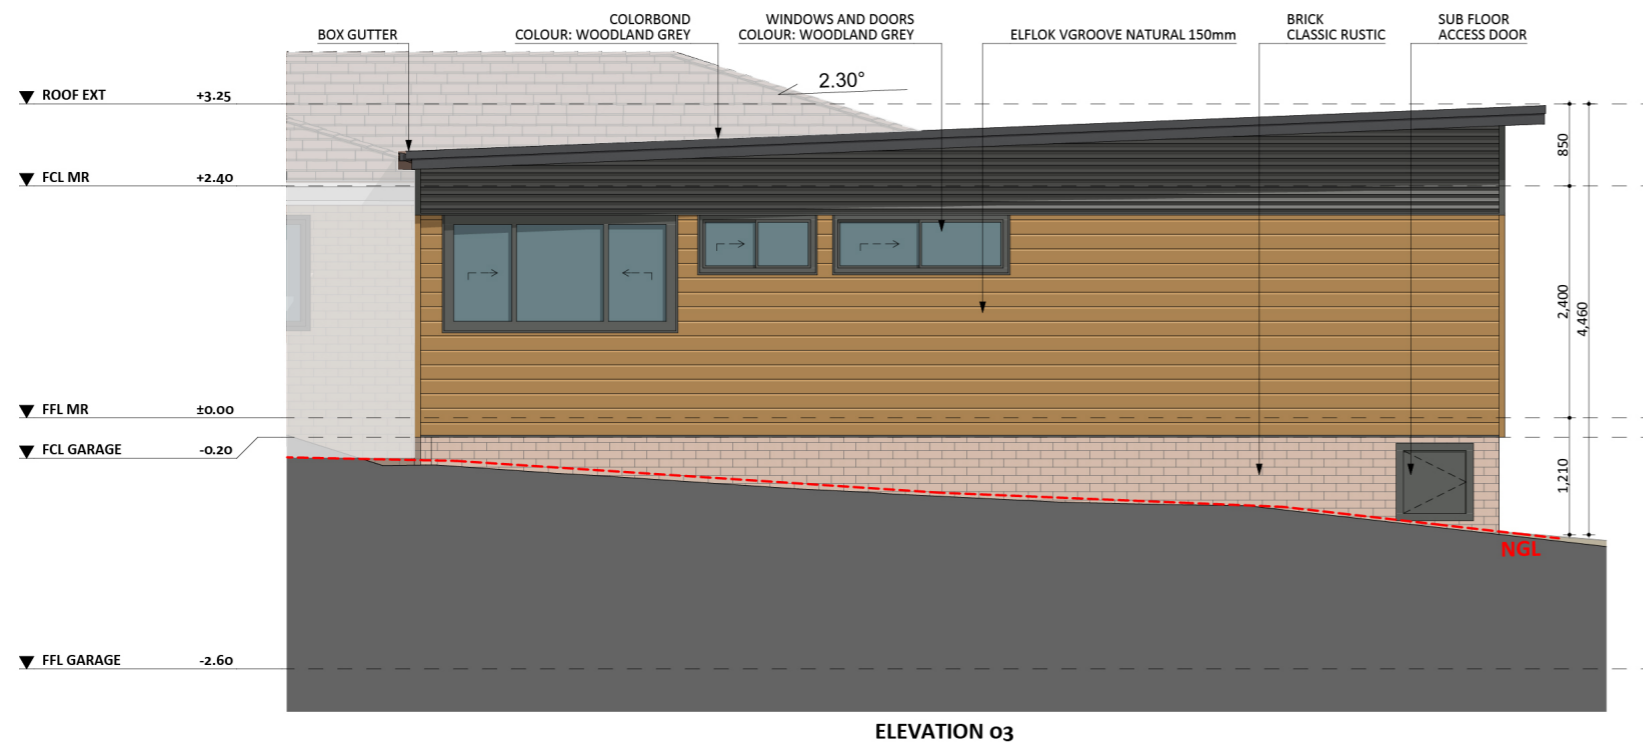 BOX GUTTER
COLORBOND
COLOUR: WOODLAND GREY
WINDOWS AND DOORS
COLOUR: WOODLAND GREY
ELFLOK VGROOVE NATURAL 150mm
BRICK
CLASSIC RUSTIC
SUB FLOOR
ACCESS DOOR
2.30°
ROOF EXT +3.25
FCL MR +2.40
FFL MR ±0.00
FCL GARAGE -0.20
FFL GARAGE -2.60
850
2,400
4,460
1,210
NGL
ELEVATION 03